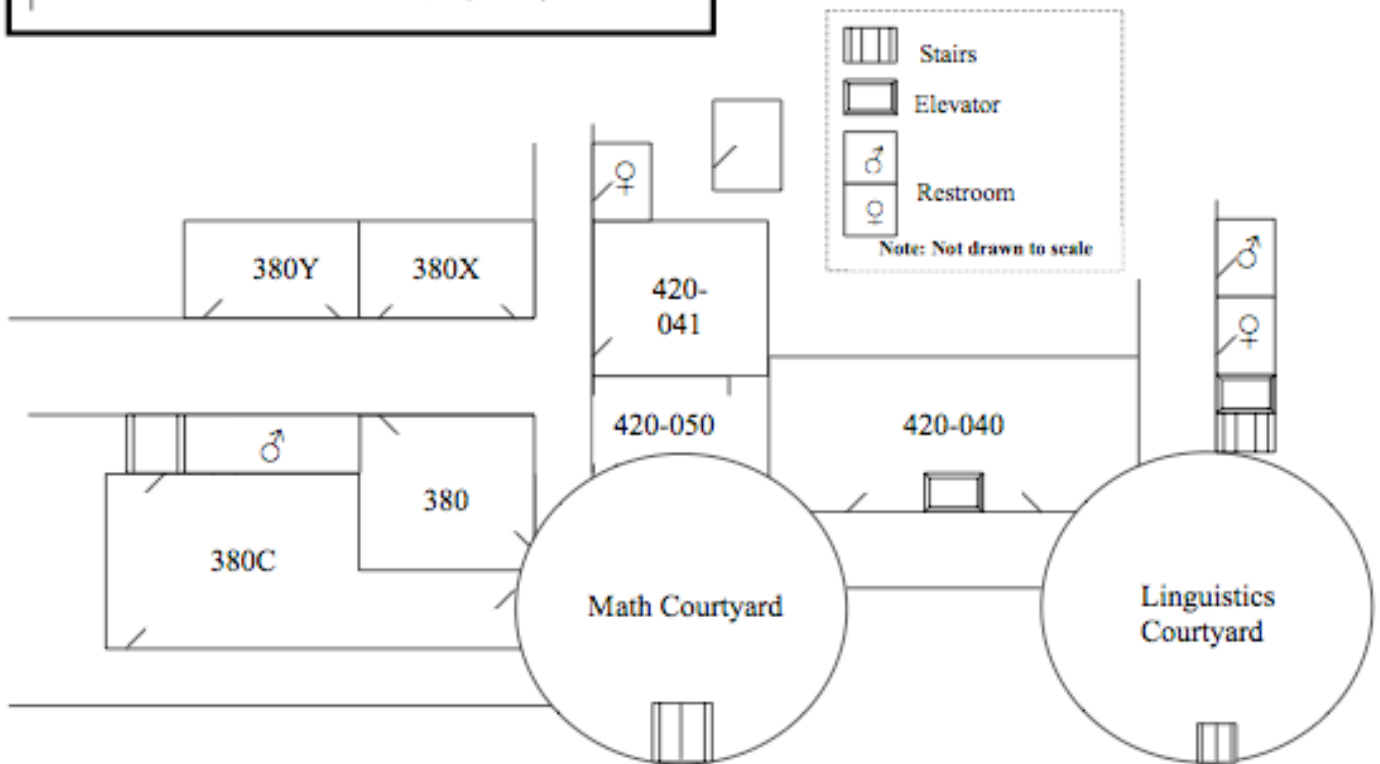 Stairs
Elevator
♂
Restroom
♀
Note: Not drawn to scale
♀
♂
380Y
380X
420-
041
♀
♂
420-050
420-040
380
380C
Math Courtyard
Linguistics
Courtyard